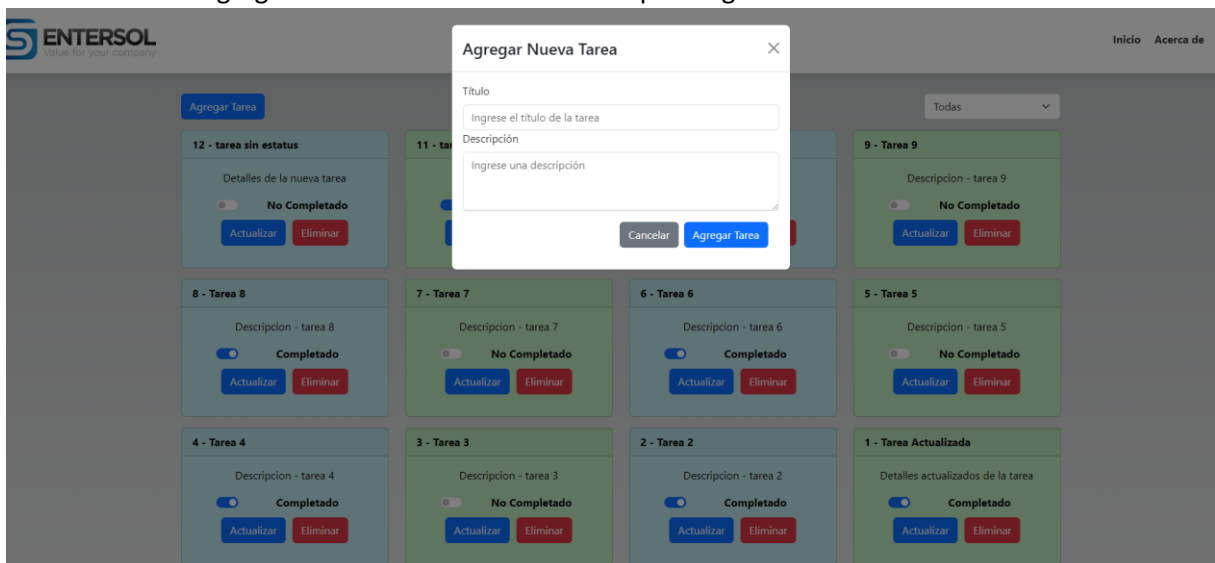 ENTERSOL
Value for your company
Inicio Acerca de
Agregar Nueva Tarea
Título
Ingrese el título de la tarea
Descripción
Ingrese una descripción
Cancelar Agregar Tarea
Agregar Tarea
Todas
12 - tarea sin estatus
Detalles de la nueva tarea
No Completado
Actualizar Eliminar
11 -
9 - Tarea 9
Descripcion - tarea 9
No Completado
Actualizar Eliminar
8 - Tarea 8
Descripcion - tarea 8
Completado
Actualizar Eliminar
7 - Tarea 7
Descripcion - tarea 7
No Completado
Actualizar Eliminar
6 - Tarea 6
Descripcion - tarea 6
Completado
Actualizar Eliminar
5 - Tarea 5
Descripcion - tarea 5
No Completado
Actualizar Eliminar
4 - Tarea 4
Descripcion - tarea 4
Completado
Actualizar Eliminar
3 - Tarea 3
Descripcion - tarea 3
No Completado
Actualizar Eliminar
2 - Tarea 2
Descripcion - tarea 2
Completado
Actualizar Eliminar
1 - Tarea Actualizada
Detalles actualizados de la tarea
Completado
Actualizar Eliminar